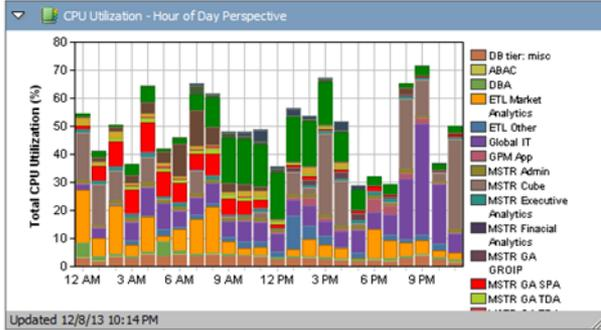 CPU Utilization - Hour of Day Perspective
Total CPU Utilization (%)
80
70
60
50
40
30
20
10
0
12 AM 3 AM 6 AM 9 AM 12 PM 3 PM 6 PM 9 PM
DB tier: misc
ABAC
DBA
ETL Market
Analytics
ETL Other
Global IT
GPM App
MSTR Admin
MSTR Cube
MSTR Executive
Analytics
MSTR Finacial
Analytics
MSTR GA
GROIP
MSTR GA SPA
MSTR GA TDA
Updated 12/8/13 10:14 PM